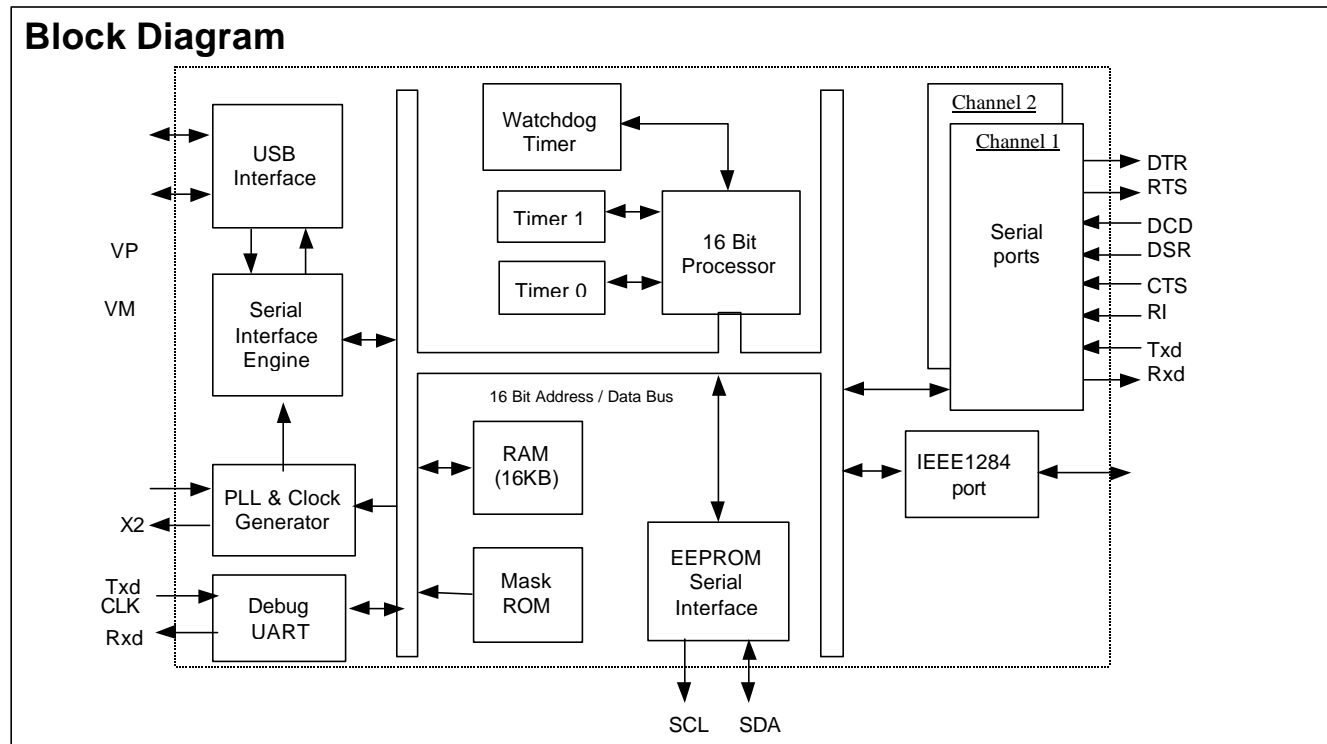 Block Diagram
USB
Interface
VP
VM
Serial
Interface
Engine
PLL & Clock
Generator
X2
Txd
CLK
Rxd
Debug
UART
Watchdog
Timer
Timer 1
Timer 0
16 Bit
Processor
16 Bit Address / Data Bus
RAM
(16KB)
Mask
ROM
EEPROM
Serial
Interface
SCL
SDA
Channel 2
Channel 1
Serial
ports
DTR
RTS
DCD
DSR
CTS
RI
Txd
Rxd
IEEE1284
port